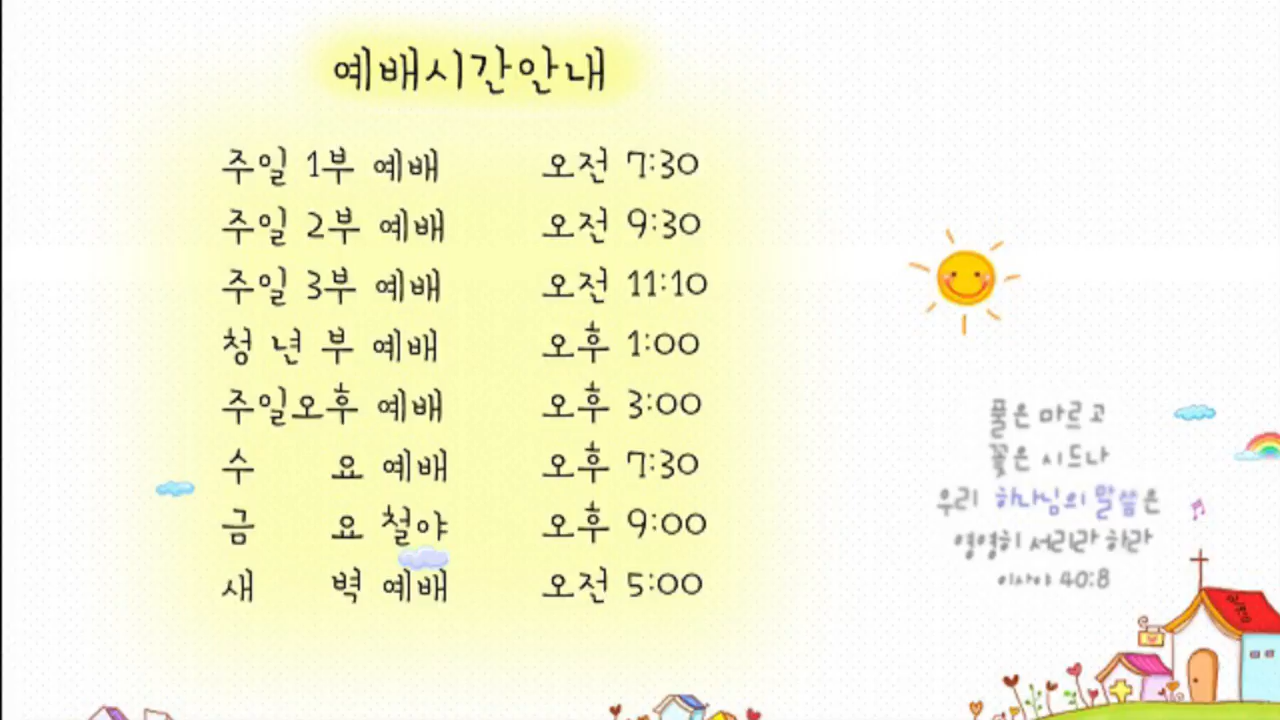 예배시간안내
주일 1부 예배 오전 7:30
주일 2부 예배 오전 9:30
주일 3부 예배 오전 11:10
청 년 부 예배 오후 1:00
주일오후 예배 오후 3:00
수 요 예배 오후 7:30
금 요 철야 오후 9:00
새 벽 예배 오전 5:00
풀은 마르고
꽃은 시드나
우리 하나님의 말씀은
영영히 서리라 하라
이사야 40:8